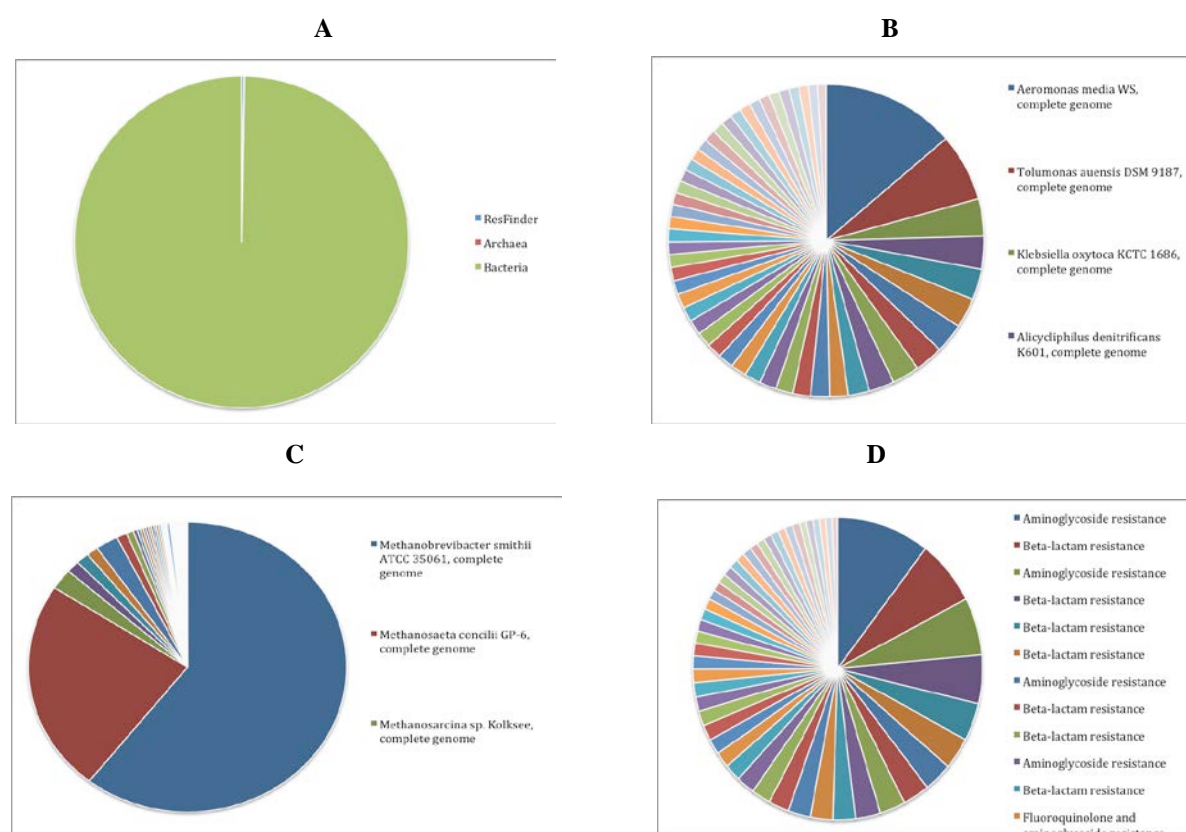 A
ResFinder
Archaea
Bacteria
B
Aeromonas media WS,
complete genome
Tolumonas auensis DSM 9187,
complete genome
Klebsiella oxytoca KCTC 1686,
complete genome
Alicycliphilus denitrificans
K601, complete genome
C
Methanobrevibacter smithii
ATCC 35061, complete
genome
Methanosaeta concilii GP-6,
complete genome
Methanosarcina sp. Kolksee,
complete genome
D
Aminoglycoside resistance
Beta-lactam resistance
Aminoglycoside resistance
Beta-lactam resistance
Beta-lactam resistance
Beta-lactam resistance
Aminoglycoside resistance
Beta-lactam resistance
Beta-lactam resistance
Aminoglycoside resistance
Beta-lactam resistance
Fluoroquinolone and
aminoglycoside resistance